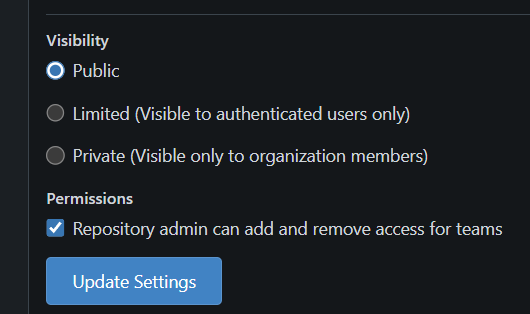 Visibility
Public
Limited (Visible to authenticated users only)
Private (Visible only to organization members)
Permissions
Repository admin can add and remove access for teams
Update Settings